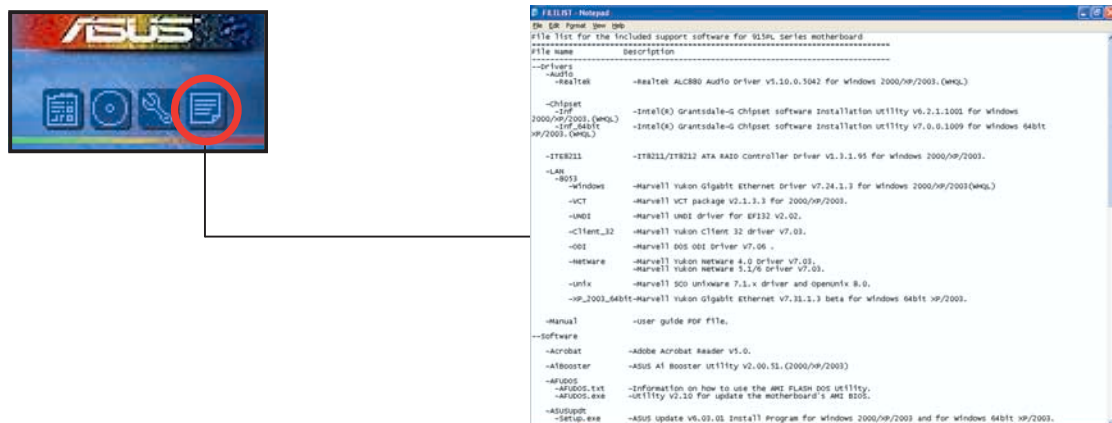 ASUS
FILELIST - Notepad
File Edit Format View Help
File list for the included support software for 915PL Series motherboard
File Name Description
--Drivers
-Audio
-Realtek -Realtek ALC880 Audio Driver V5.10.0.5042 for Windows 2000/XP/2003.(WHQL)
-Chipset
-Inf -Intel(R) Grantsdale-G Chipset software Installation Utility V6.2.1.1001 for Windows
2000/XP/2003.(WHQL)
-Inf_64bit -Intel(R) Grantsdale-G Chipset software Installation Utility V7.0.0.1009 for Windows 64bit
XP/2003.(WHQL)
-ITE8211 -IT8211/IT8212 ATA RAID Controller Driver V1.3.1.95 for Windows 2000/XP/2003.
-LAN
-8053
-Windows -Marvell Yukon Gigabit Ethernet Driver V7.24.1.3 for Windows 2000/XP/2003(WHQL)
-VCT -Marvell VCT package V2.1.3.3 for 2000/XP/2003.
-UNDI -Marvell UNDI driver for EFI32 V2.02.
-Client_32 -Marvell Yukon Client 32 driver V7.03.
-ODI -Marvell DOS ODI Driver V7.06 .
-Netware -Marvell Yukon Netware 4.0 Driver V7.03.
-Marvell Yukon Netware 5.1/6 Driver V7.03.
-Unix -Marvell SCO Unixware 7.1.x driver and OpenUnix 8.0.
-XP_2003_64bit-Marvell Yukon Gigabit Ethernet V7.31.1.3 beta for Windows 64bit XP/2003.
-Manual -User guide PDF file.
--Software
-Acrobat -Adobe Acrobat Reader V5.0.
-AiBooster -ASUS Ai Booster Utility V2.00.51.(2000/XP/2003)
-AFUDOS
-AFUDOS.txt -Information on how to use the AMI FLASH DOS Utility.
-AFUDOS.exe -Utility V2.10 for update the motherboard's AMI BIOS.
-ASUSUpdt
-Setup.exe -ASUS Update V6.03.01 Install Program for Windows 2000/XP/2003 and for Windows 64bit XP/2003.